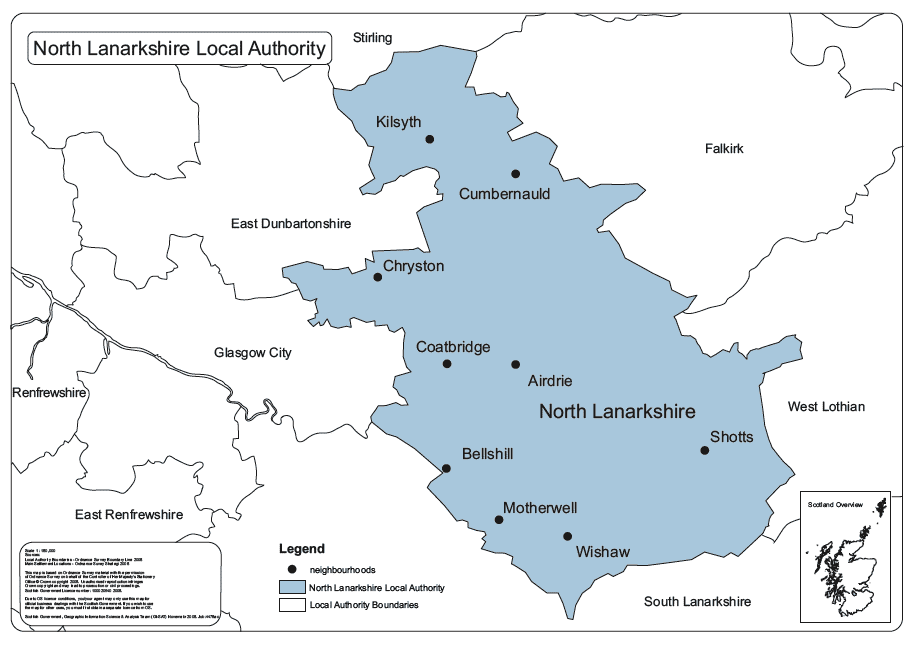 North Lanarkshire Local Authority
Stirling
Kilsyth
Falkirk
Cumbernauld
East Dunbartonshire
Chryston
Glasgow City
Coatbridge
Airdrie
Renfrewshire
North Lanarkshire
West Lothian
Shotts
Bellshill
Motherwell
East Renfrewshire
Wishaw
South Lanarkshire
Scotland Overview
Legend
neighbourhoods
North Lanarkshire Local Authority
Local Authority Boundaries
Sources